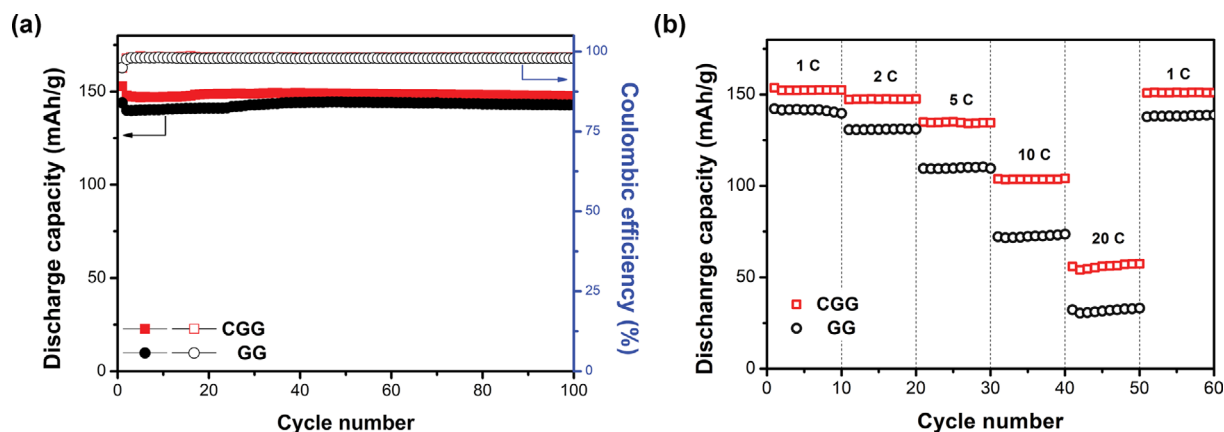 (a)
Discharge capacity (mAh/g)
150
100
50
0
0
20
40
60
80
100
Cycle number
100
75
50
25
0
Coulombic efficiency (%)
CGG
GG
(b)
Dischanrge capacity (mAh/g)
150
100
50
0
0
10
20
30
40
50
60
Cycle number
1 C
2 C
5 C
10 C
20 C
1 C
CGG
GG